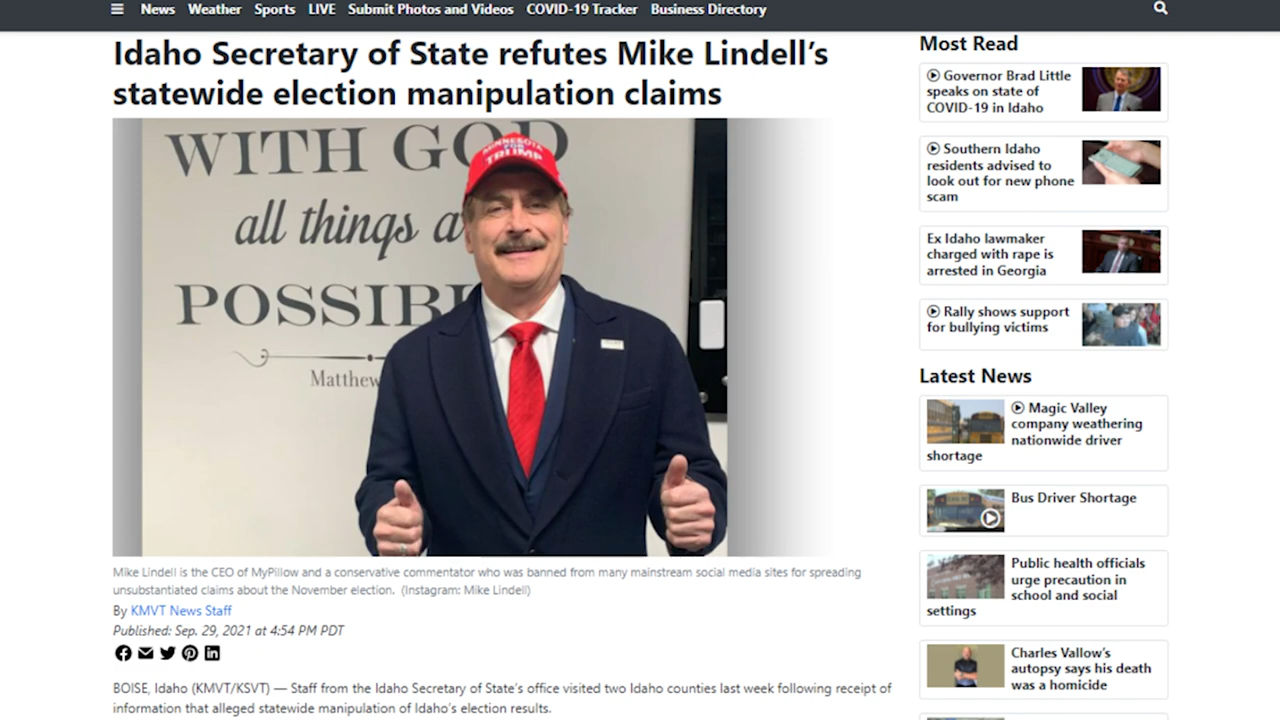 News Weather Sports LIVE Submit Photos and Videos COVID-19 Tracker Business Directory
Idaho Secretary of State refutes Mike Lindell’s
statewide election manipulation claims
WITH GOD
all things a
POSSIB
Matthew
MINNESOTA
FOR
TRUMP
Mike Lindell is the CEO of MyPillow and a conservative commentator who was banned from many mainstream social media sites for spreading
unsubstantiated claims about the November election. (Instagram: Mike Lindell)
By KMVT News Staff
Published: Sep. 29, 2021 at 4:54 PM PDT
BOISE, Idaho (KMVT/KSVT) — Staff from the Idaho Secretary of State’s office visited two Idaho counties last week following receipt of
information that alleged statewide manipulation of Idaho’s election results.
Most Read
Governor Brad Little
speaks on state of
COVID-19 in Idaho
Southern Idaho
residents advised to
look out for new phone
scam
Ex Idaho lawmaker
charged with rape is
arrested in Georgia
Rally shows support
for bullying victims
Latest News
Magic Valley
company weathering
nationwide driver
shortage
Bus Driver Shortage
Public health officials
urge precaution in
school and social
settings
Charles Vallow’s
autopsy says his death
was a homicide